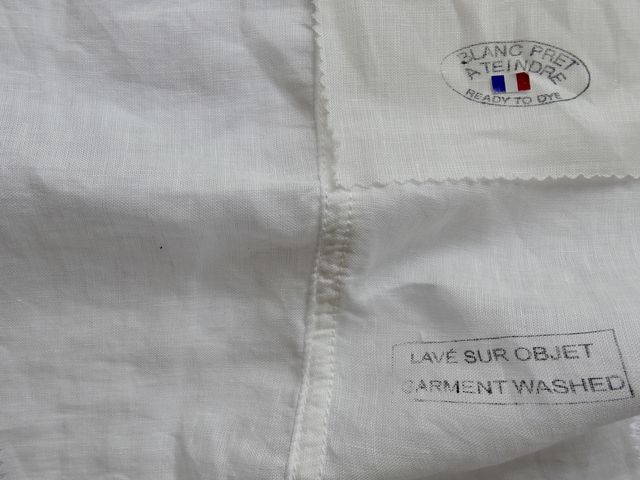 BLANC PRET
A TEINDRE
READY TO DYE
LAVÉ SUR OBJET
GARMENT WASHED